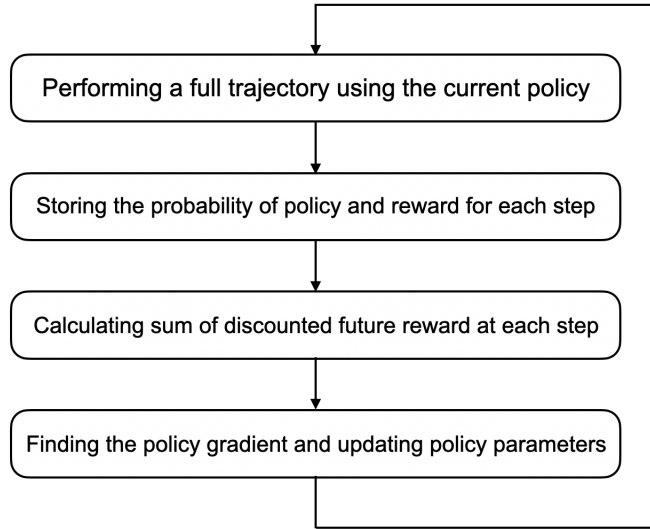 Performing a full trajectory using the current policy
Storing the probability of policy and reward for each step
Calculating sum of discounted future reward at each step
Finding the policy gradient and updating policy parameters